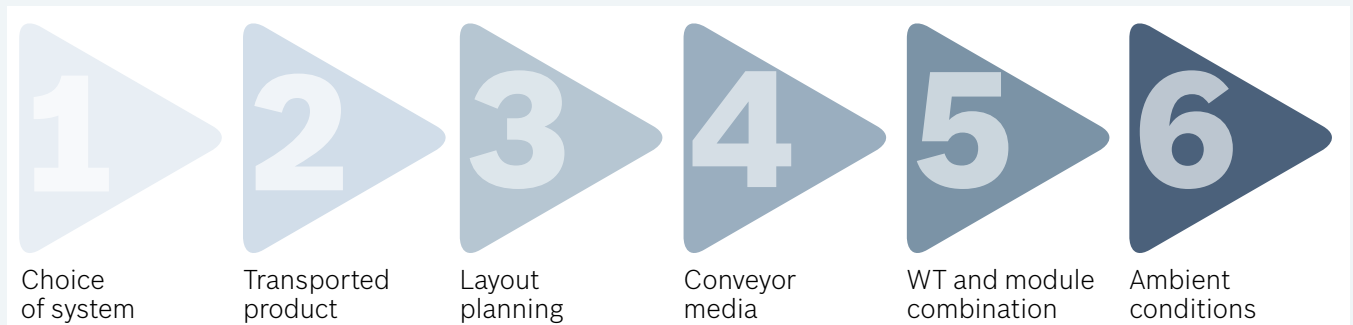 1
2
3
4
5
6
Choice
of system
Transported
product
Layout
planning
Conveyor
media
WT and module
combination
Ambient
conditions